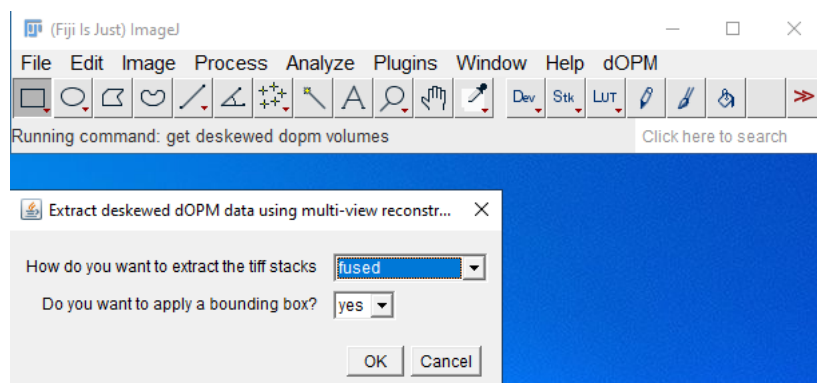 (Fiji Is Just) ImageJ
File Edit Image Process Analyze Plugins Window Help dOPM
A Dev Stk LUT >>
Running command: get deskewed dopm volumes Click here to search
Extract deskewed dOPM data using multi-view reconstr...
How do you want to extract the tiff stacks fused
Do you want to apply a bounding box? yes
OK Cancel